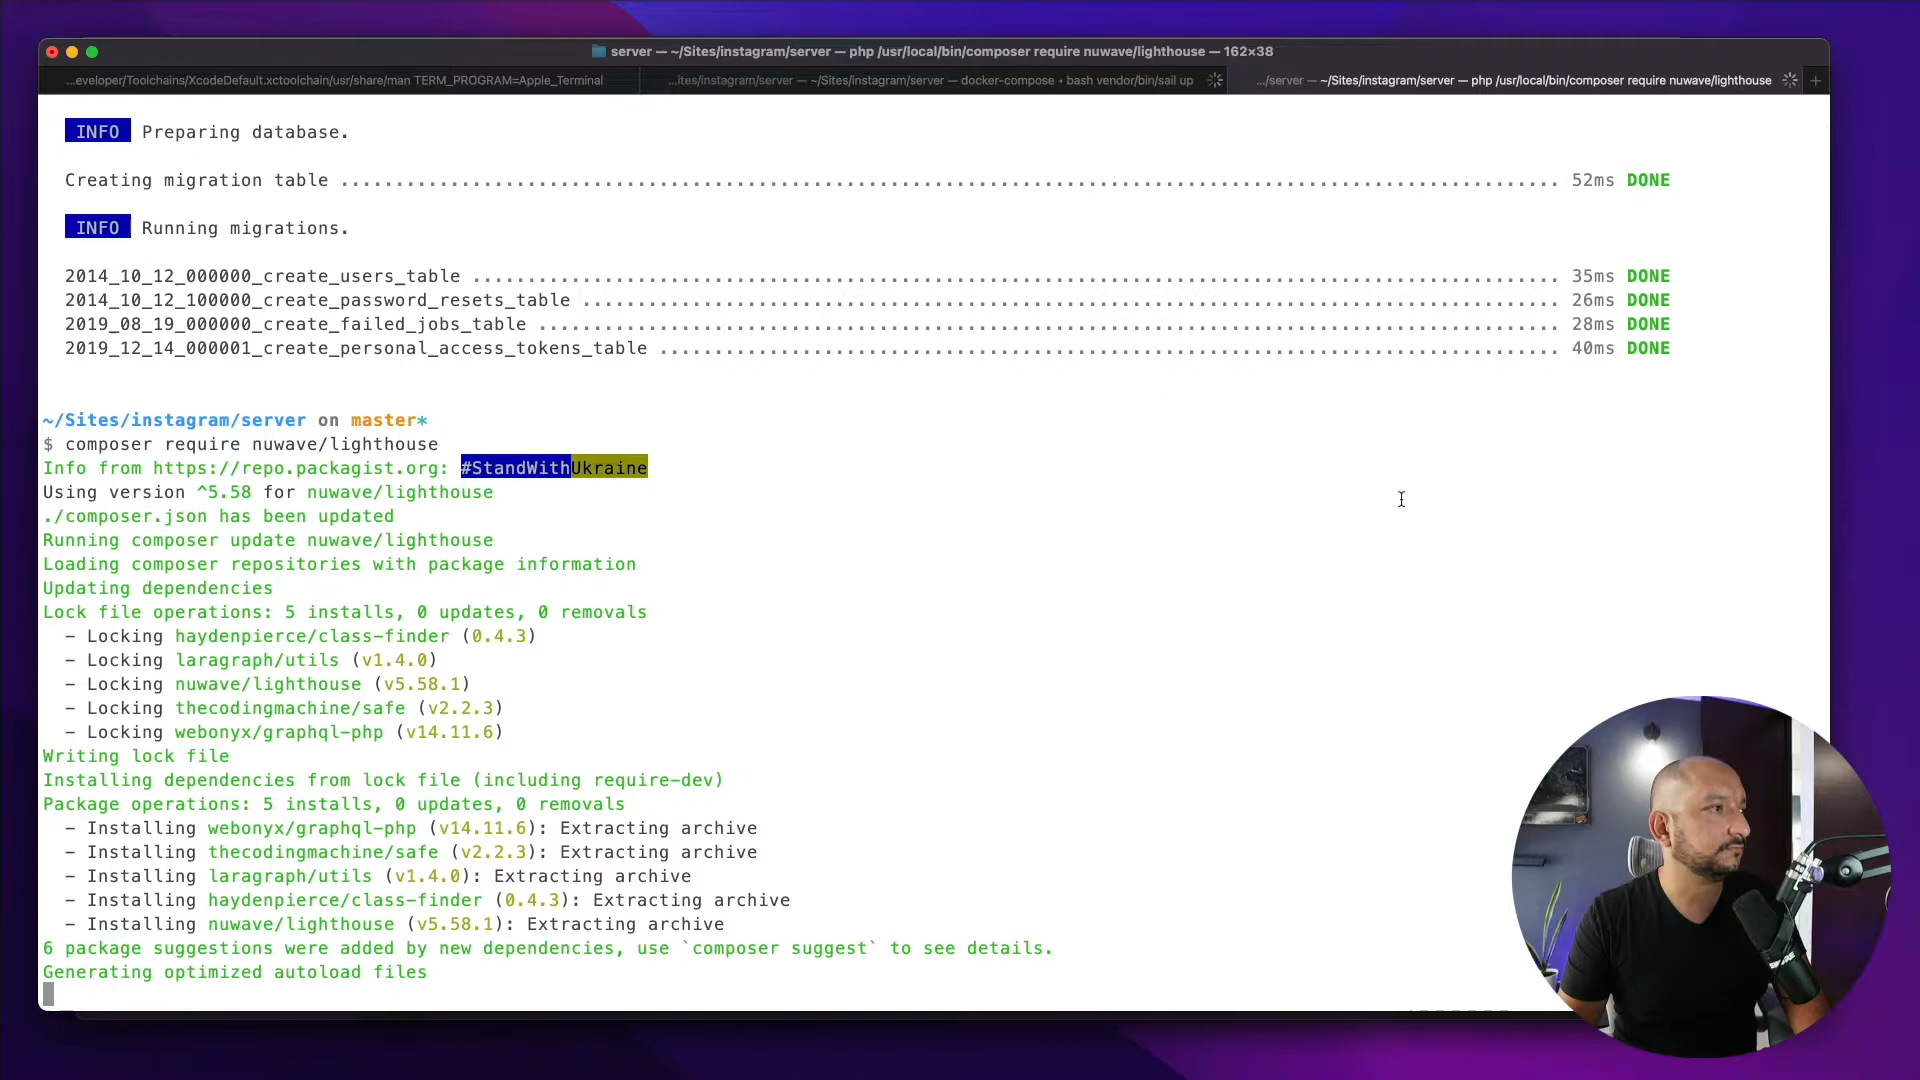 server — ~/Sites/instagram/server — php /usr/local/bin/composer require nuwave/lighthouse — 162×38
...eveloper/Toolchains/XcodeDefault.xctoolchain/usr/share/man TERM_PROGRAM=Apple_Terminal
...ites/instagram/server — ~/Sites/instagram/server — docker-compose • bash vendor/bin/sail up
.../server — ~/Sites/instagram/server — php /usr/local/bin/composer require nuwave/lighthouse
INFO Preparing database.
Creating migration table ............................................................................................................... 52ms DONE
INFO Running migrations.
2014_10_12_000000_create_users_table ................................................................................................... 35ms DONE
2014_10_12_100000_create_password_resets_table ......................................................................................... 26ms DONE
2019_08_19_000000_create_failed_jobs_table ............................................................................................. 28ms DONE
2019_12_14_000001_create_personal_access_tokens_table .................................................................................. 40ms DONE
~/Sites/instagram/server on master*
$ composer require nuwave/lighthouse
Info from https://repo.packagist.org: #StandWithUkraine
Using version ^5.58 for nuwave/lighthouse
./composer.json has been updated
Running composer update nuwave/lighthouse
Loading composer repositories with package information
Updating dependencies
Lock file operations: 5 installs, 0 updates, 0 removals
- Locking haydenpierce/class-finder (0.4.3)
- Locking laragraph/utils (v1.4.0)
- Locking nuwave/lighthouse (v5.58.1)
- Locking thecodingmachine/safe (v2.2.3)
- Locking webonyx/graphql-php (v14.11.6)
Writing lock file
Installing dependencies from lock file (including require-dev)
Package operations: 5 installs, 0 updates, 0 removals
- Installing webonyx/graphql-php (v14.11.6): Extracting archive
- Installing thecodingmachine/safe (v2.2.3): Extracting archive
- Installing laragraph/utils (v1.4.0): Extracting archive
- Installing haydenpierce/class-finder (0.4.3): Extracting archive
- Installing nuwave/lighthouse (v5.58.1): Extracting archive
6 package suggestions were added by new dependencies, use `composer suggest` to see details.
Generating optimized autoload files